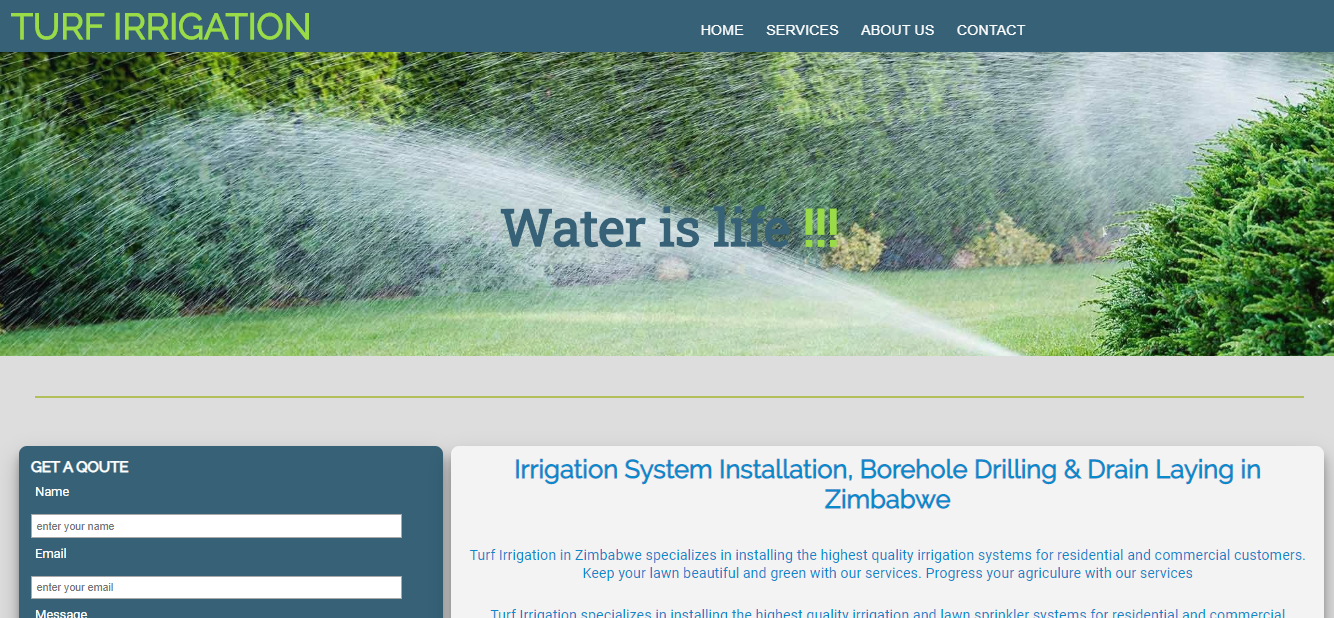 TURF IRRIGATION
HOME SERVICES ABOUT US CONTACT
Water is life !!!
GET A QOUTE
Name
enter your name
Email
enter your email
Message
Irrigation System Installation, Borehole Drilling & Drain Laying in
Zimbabwe
Turf Irrigation in Zimbabwe specializes in installing the highest quality irrigation systems for residential and commercial customers.
Keep your lawn beautiful and green with our services. Progress your agriculure with our services
Turf Irrigation specializes in installing the highest quality irrigation and lawn sprinkler systems for residential and commercial